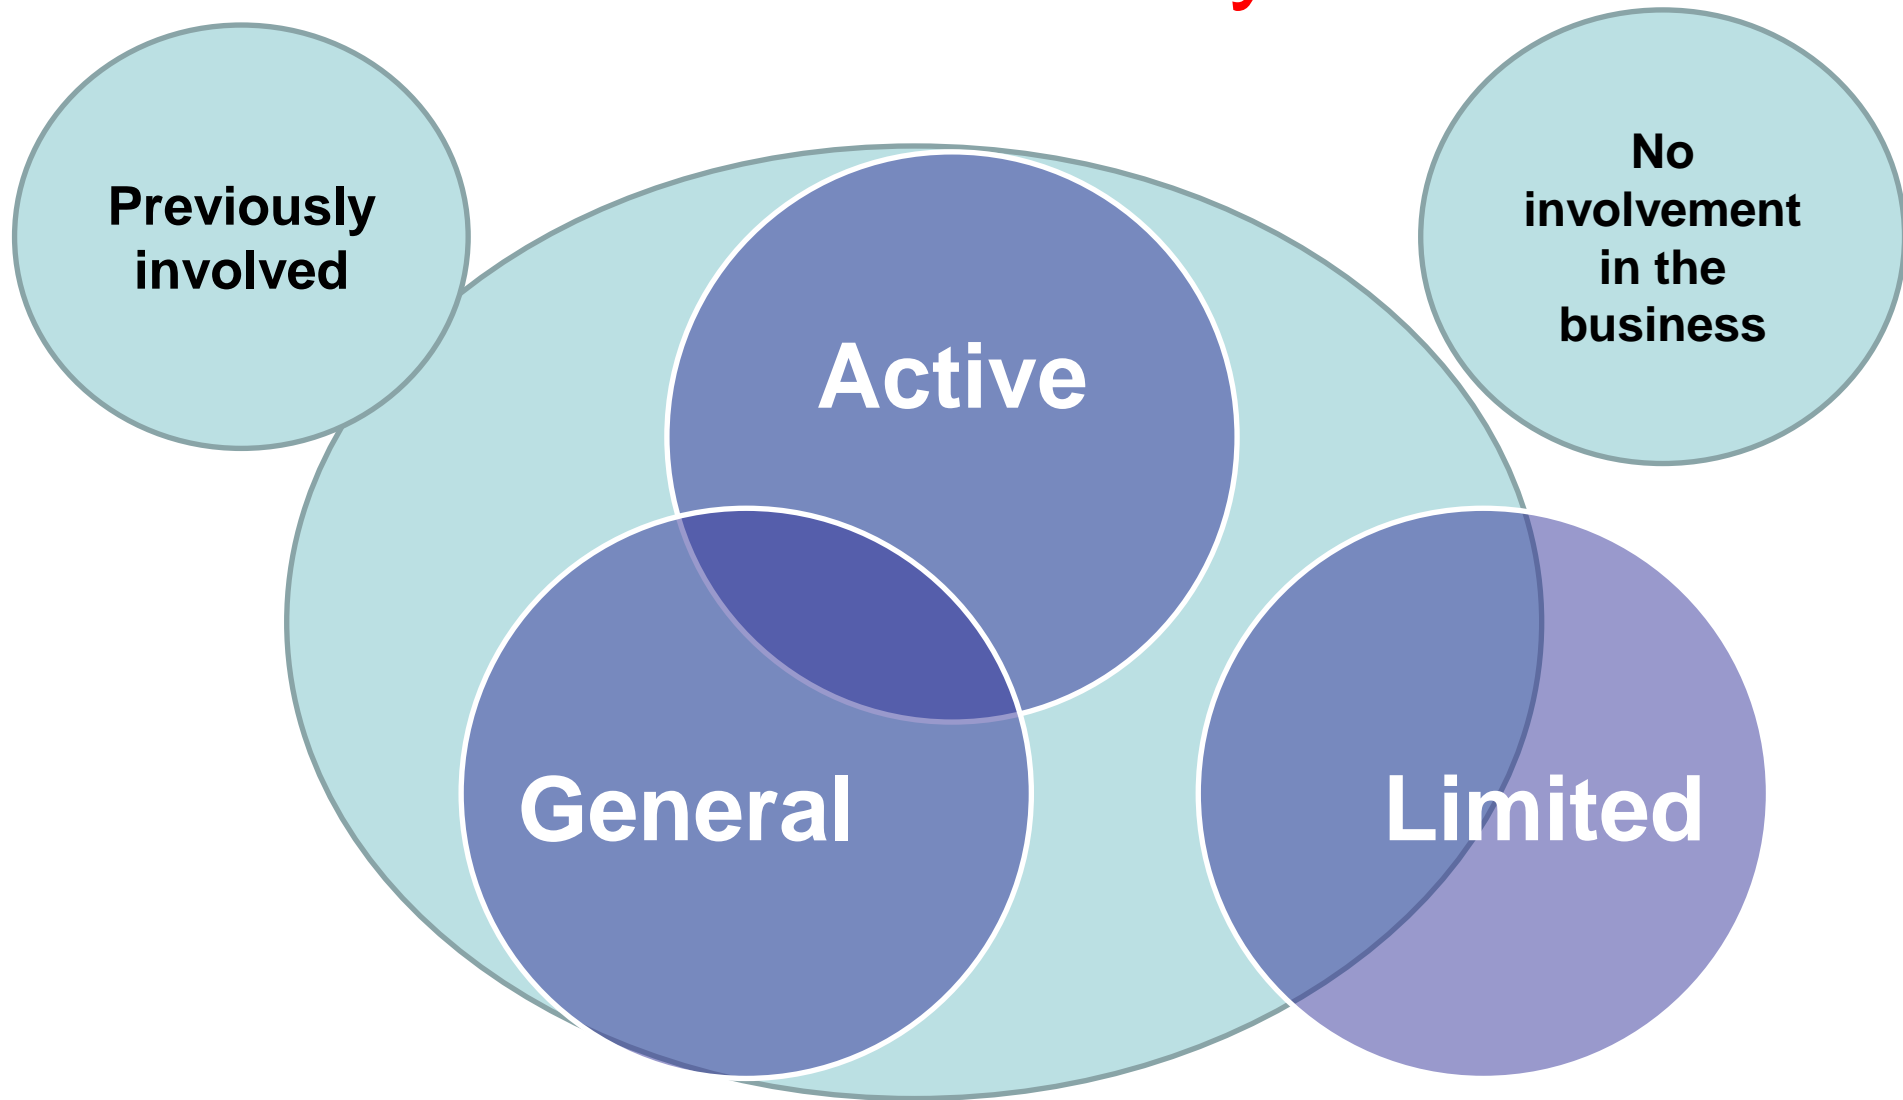 Previously
involved
No
involvement
in the
business
Active
General
Limited